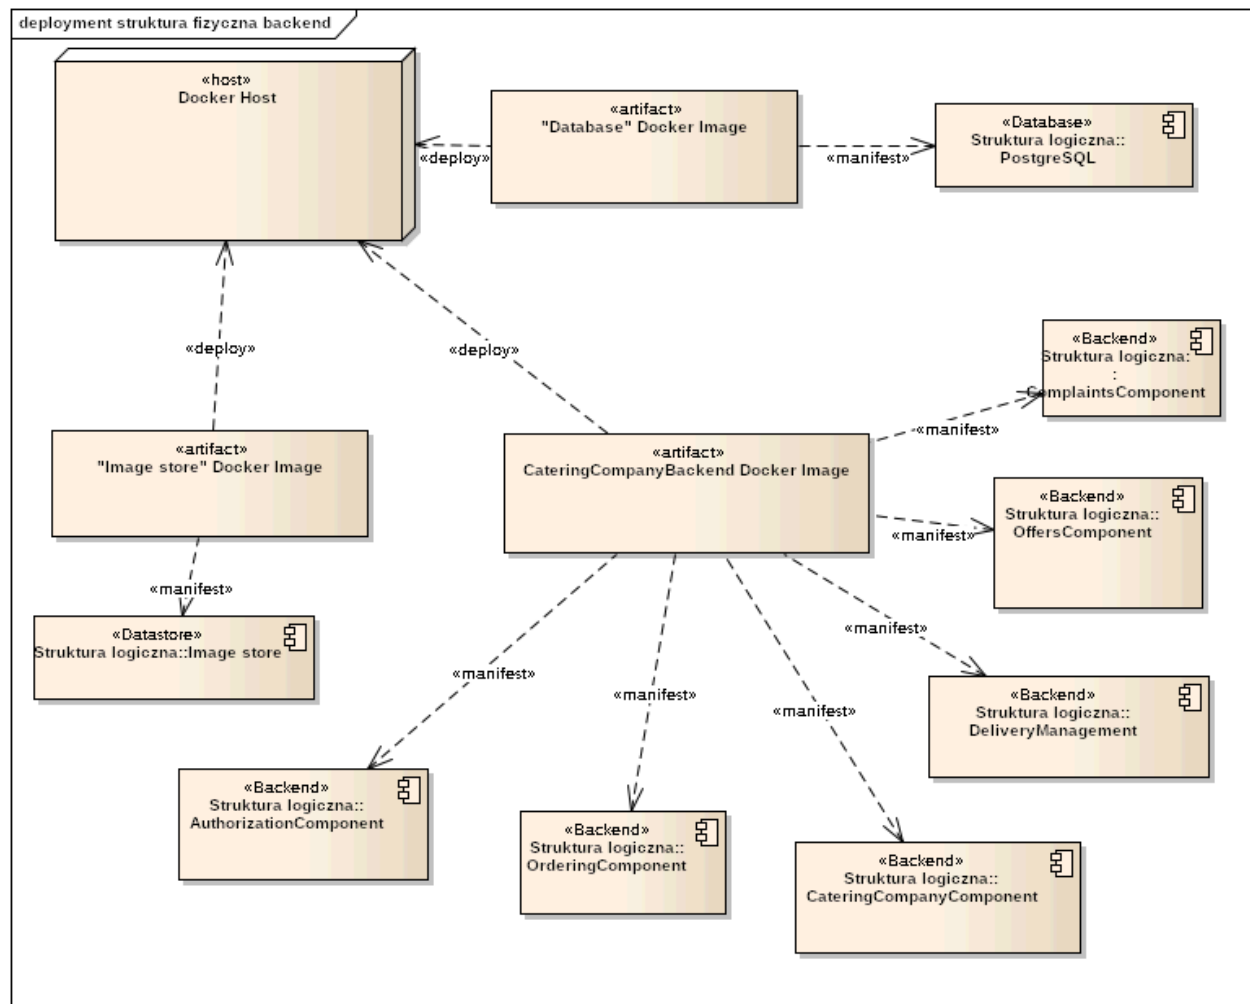 deployment struktura fizyczna backend
«host»
Docker Host
«artifact»
"Database" Docker Image
«Database»
Struktura logiczna::
PostgreSQL
«deploy»
«manifest»
«deploy»
«deploy»
«Backend»
Struktura logiczna:
:
ComplaintsComponent
«manifest»
«artifact»
"Image store" Docker Image
«artifact»
CateringCompanyBackend Docker Image
«Backend»
Struktura logiczna::
OffersComponent
«manifest»
«manifest»
«Datastore»
Struktura logiczna::Image store
«manifest»
«manifest»
«manifest»
«manifest»
«Backend»
Struktura logiczna::
DeliveryManagement
«Backend»
Struktura logiczna::
AuthorizationComponent
«Backend»
Struktura logiczna::
OrderingComponent
«Backend»
Struktura logiczna::
CateringCompanyComponent